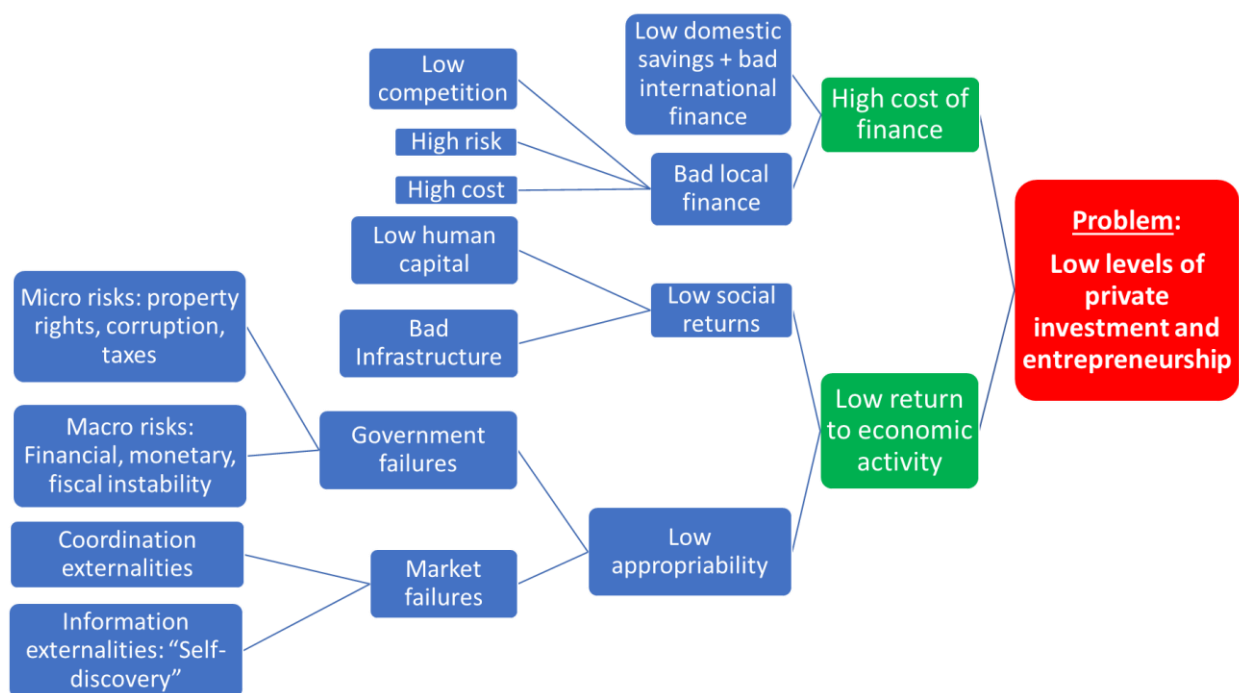 Low domestic
savings + bad
international
finance
Low
competition
High cost of
finance
High risk
Bad local
finance
High cost
Problem:
Low levels of
private
investment and
entrepreneurship
Low human
capital
Low social
returns
Micro risks: property
rights, corruption,
taxes
Bad
Infrastructure
Low return
to economic
activity
Macro risks:
Financial, monetary,
fiscal instability
Government
failures
Coordination
externalities
Low
appropriability
Market
failures
Information
externalities: “Self-
discovery”